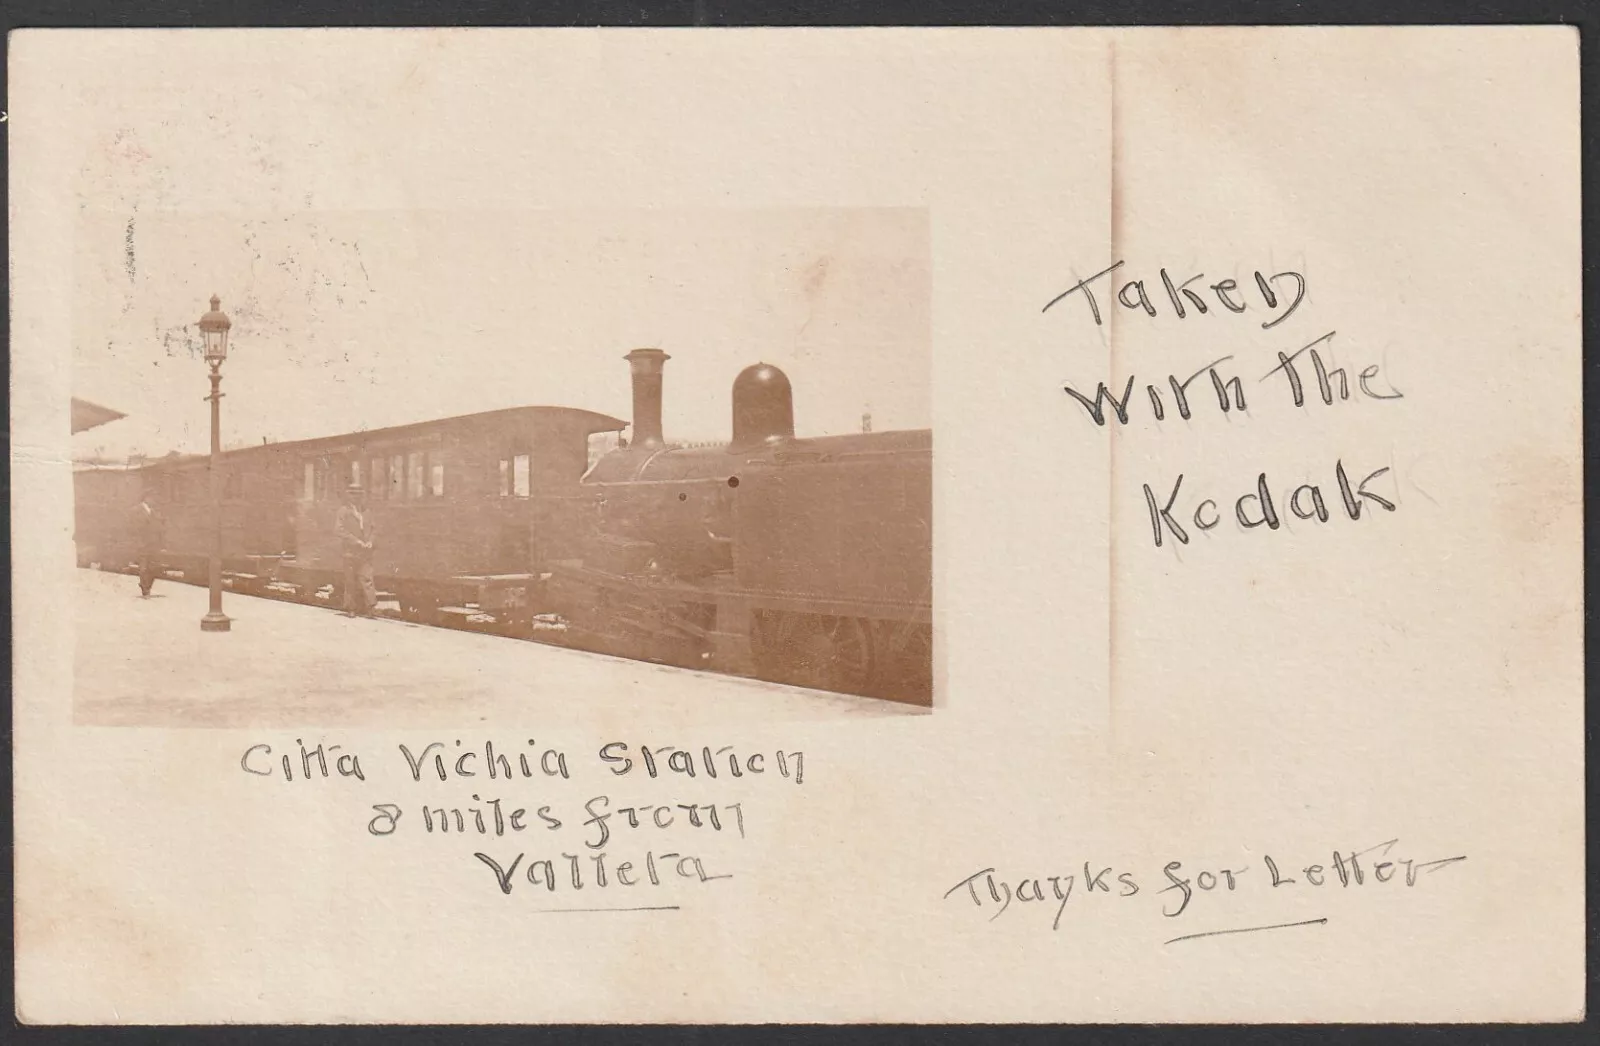 Taken
With the
Kodak
Citta Vichia Station
8 miles from
Valleta
Thanks for Letter